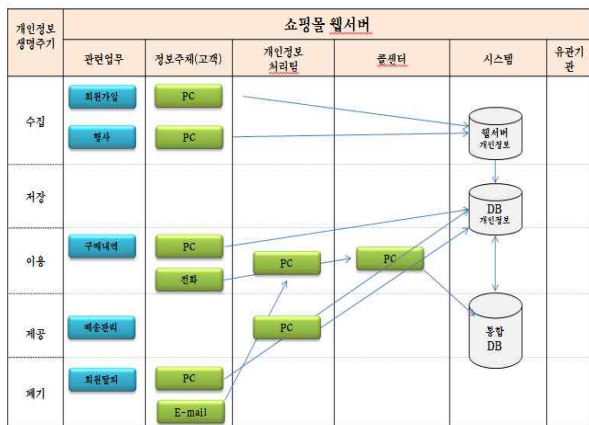 개인정보
생명주기
쇼핑몰 웹서버
관련업무
정보주체(고객)
개인정보
처리팀
콜센터
시스템
유관기
관
수집
회원가입
PC
행사
PC
웹서버
개인정보
저장
DB
개인정보
이용
구매내역
PC
전화
PC
PC
제공
배송관리
PC
통합
DB
폐기
회원탈퇴
PC
E-mail